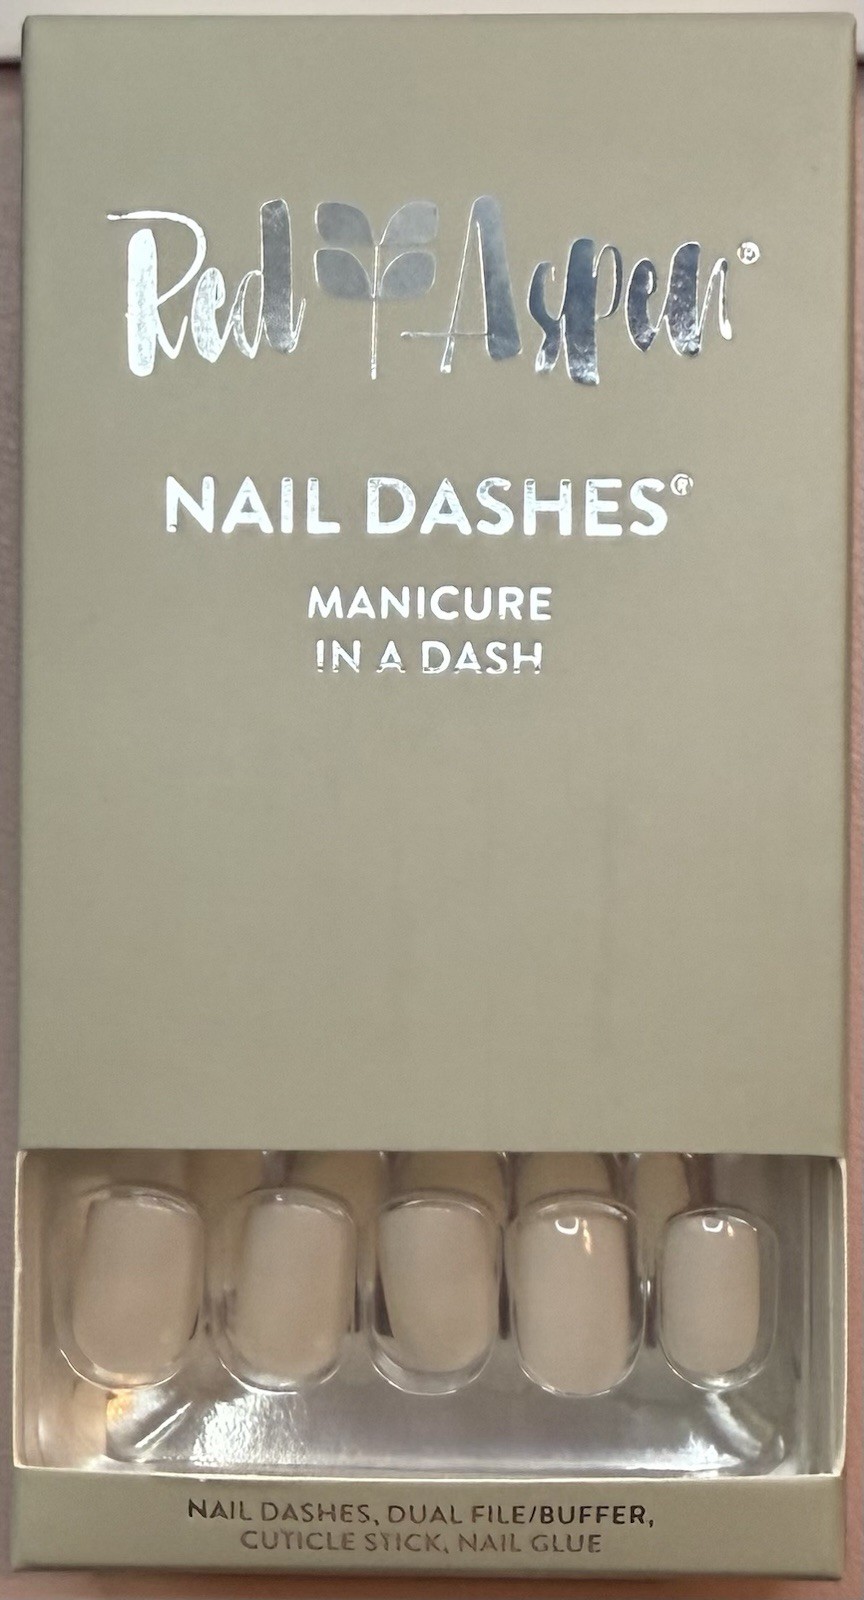 Red Aspen®
NAIL DASHES®
MANICURE
IN A DASH
NAIL DASHES, DUAL FILE/BUFFER,
CUTICLE STICK, NAIL GLUE